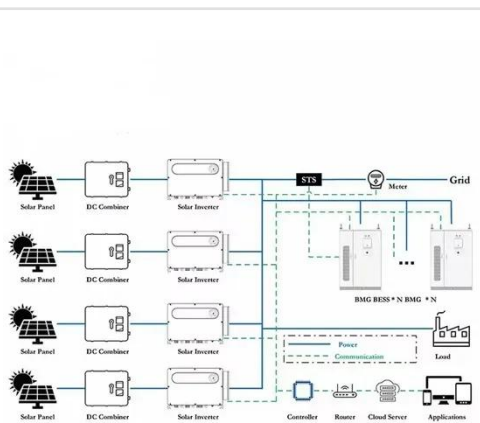 STS
Meter
Grid
Solar Panel
DC Combiner
Solar Inverter
Solar Panel
DC Combiner
Solar Inverter
BMG BESS * N BMG * N
Solar Panel
DC Combiner
Solar Inverter
Power
Communication
Load
Solar Panel
DC Combiner
Solar Inverter
Controller
Router
Cloud Server
Applications